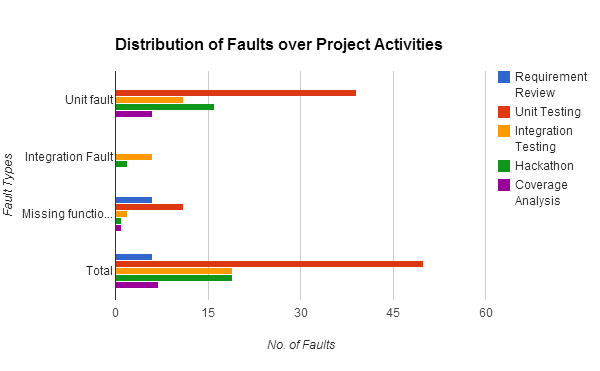 Distribution of Faults over Project Activities
Unit fault
Integration Fault
Missing functio...
Total
Fault Types
0 15 30 45 60
No. of Faults
Requirement
Review
Unit Testing
Integration
Testing
Hackathon
Coverage
Analysis